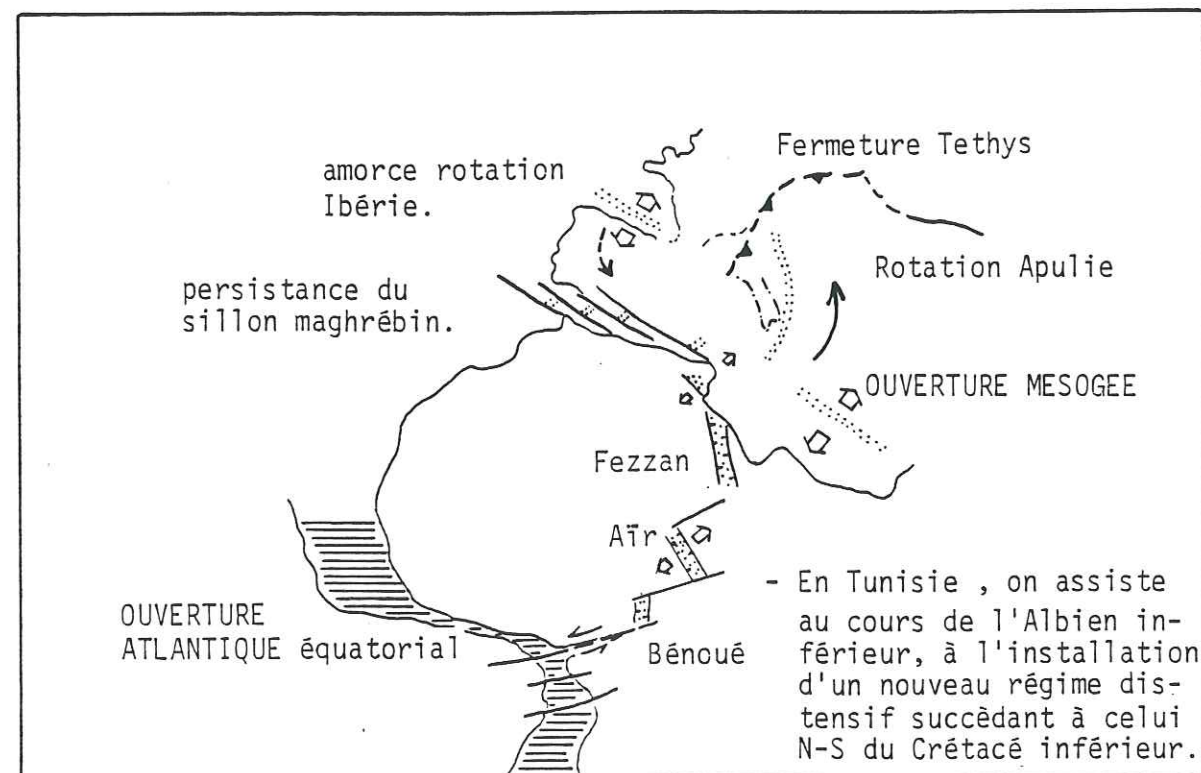 Fermeture Tethys
amorce rotation
Ibérie.
Rotation Apulie
persistance du
sillon maghrébin.
OUVERTURE MESOGEE
Fezzan
Aïr
OUVERTURE
ATLANTIQUE équatorial
Bénoué
- En Tunisie , on assiste
au cours de l'Albien in-
férieur, à l'installation
d'un nouveau régime dis-
tensif succèdant à celui
N-S du Crétacé inférieur.